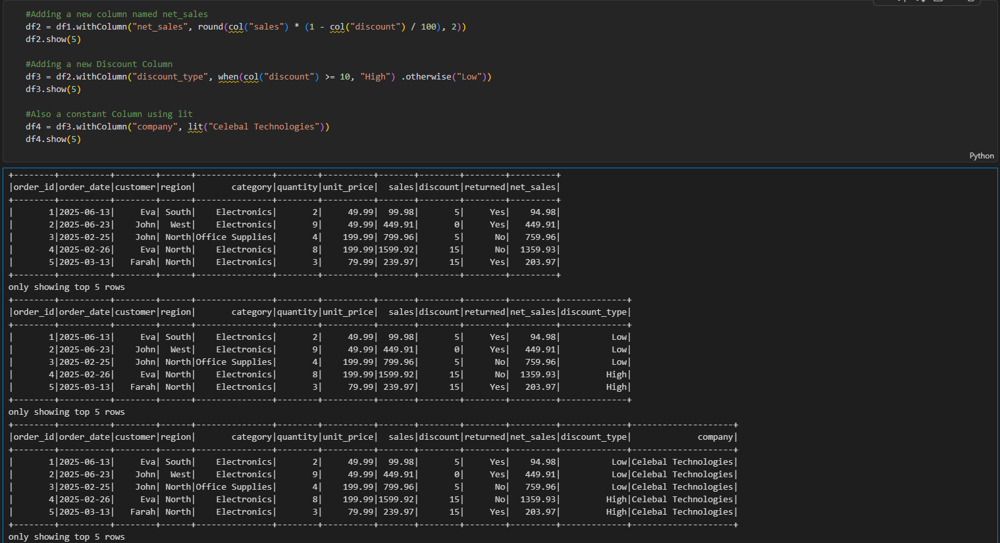 #Adding a new column named net_sales
df2 = df1.withColumn("net_sales", round(col("sales") * (1 - col("discount") / 100), 2))
df2.show(5)
#Adding a new Discount Column
df3 = df2.withColumn("discount_type", when(col("discount") >= 10, "High") .otherwise("Low"))
df3.show(5)
#Also a constant Column using lit
df4 = df3.withColumn("company", lit("Celebal Technologies"))
df4.show(5)
Python
+--------+----------+--------+------+---------------+--------+----------+-------+--------+--------+---------+
|order_id|order_date|customer|region|       category|quantity|unit_price|  sales|discount|returned|net_sales|
+--------+----------+--------+------+---------------+--------+----------+-------+--------+--------+---------+
|       1|2025-06-13|     Eva| South|    Electronics|       2|     49.99|  99.98|       5|     Yes|    94.98|
|       2|2025-06-23|    John|  West|    Electronics|       9|     49.99| 449.91|       0|     Yes|   449.91|
|       3|2025-02-25|    John| North|Office Supplies|       4|    199.99| 799.96|       5|      No|   759.96|
|       4|2025-02-26|     Eva| North|    Electronics|       8|    199.99|1599.92|      15|      No|  1359.93|
|       5|2025-03-13|   Farah| North|    Electronics|       3|     79.99| 239.97|      15|     Yes|   203.97|
+--------+----------+--------+------+---------------+--------+----------+-------+--------+--------+---------+
only showing top 5 rows
+--------+----------+--------+------+---------------+--------+----------+-------+--------+--------+---------+-------------+
|order_id|order_date|customer|region|       category|quantity|unit_price|  sales|discount|returned|net_sales|discount_type|
+--------+----------+--------+------+---------------+--------+----------+-------+--------+--------+---------+-------------+
|       1|2025-06-13|     Eva| South|    Electronics|       2|     49.99|  99.98|       5|     Yes|    94.98|          Low|
|       2|2025-06-23|    John|  West|    Electronics|       9|     49.99| 449.91|       0|     Yes|   449.91|          Low|
|       3|2025-02-25|    John| North|Office Supplies|       4|    199.99| 799.96|       5|      No|   759.96|          Low|
|       4|2025-02-26|     Eva| North|    Electronics|       8|    199.99|1599.92|      15|      No|  1359.93|         High|
|       5|2025-03-13|   Farah| North|    Electronics|       3|     79.99| 239.97|      15|     Yes|   203.97|         High|
+--------+----------+--------+------+---------------+--------+----------+-------+--------+--------+---------+-------------+
only showing top 5 rows
+--------+----------+--------+------+---------------+--------+----------+-------+--------+--------+---------+-------------+--------------------+
|order_id|order_date|customer|region|       category|quantity|unit_price|  sales|discount|returned|net_sales|discount_type|             company|
+--------+----------+--------+------+---------------+--------+----------+-------+--------+--------+---------+-------------+--------------------+
|       1|2025-06-13|     Eva| South|    Electronics|       2|     49.99|  99.98|       5|     Yes|    94.98|          Low|Celebal Technologies|
|       2|2025-06-23|    John|  West|    Electronics|       9|     49.99| 449.91|       0|     Yes|   449.91|          Low|Celebal Technologies|
|       3|2025-02-25|    John| North|Office Supplies|       4|    199.99| 799.96|       5|      No|   759.96|          Low|Celebal Technologies|
|       4|2025-02-26|     Eva| North|    Electronics|       8|    199.99|1599.92|      15|      No|  1359.93|         High|Celebal Technologies|
|       5|2025-03-13|   Farah| North|    Electronics|       3|     79.99| 239.97|      15|     Yes|   203.97|         High|Celebal Technologies|
+--------+----------+--------+------+---------------+--------+----------+-------+--------+--------+---------+-------------+--------------------+
only showing top 5 rows